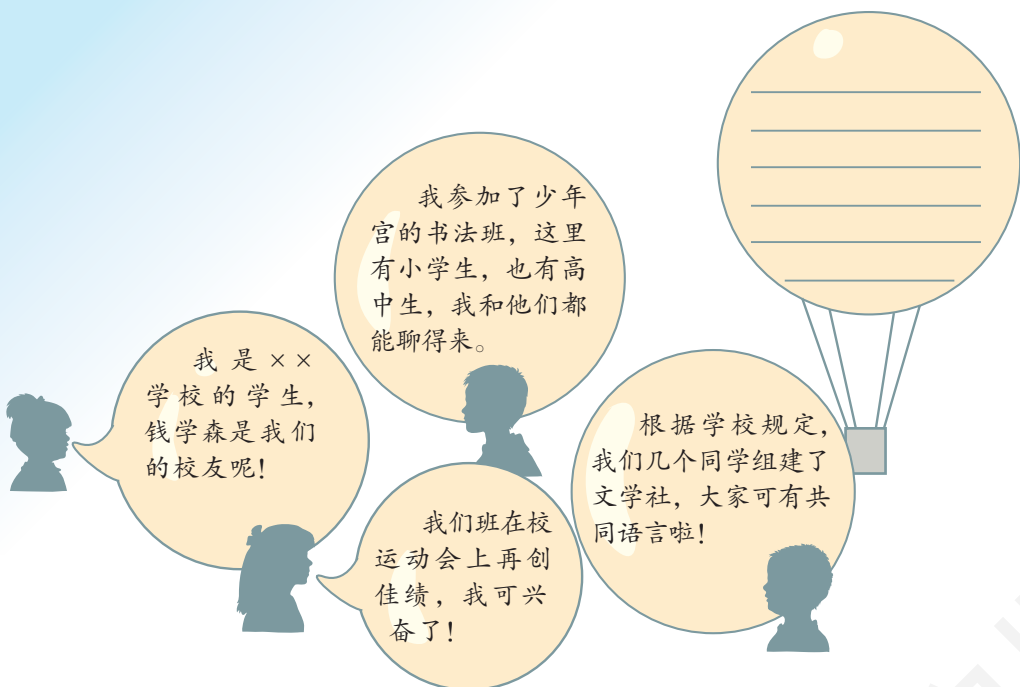 我参加了少年
宫的书法班，这里
有小学生，也有高
中生，我和他们都
能聊得来。
我是××
学校的学生，
钱学森是我们
的校友呢！
根据学校规定，
我们几个同学组建了
文学社，大家可有共
同语言啦！
我们班在校
运动会上再创
佳绩，我可兴
奋了！